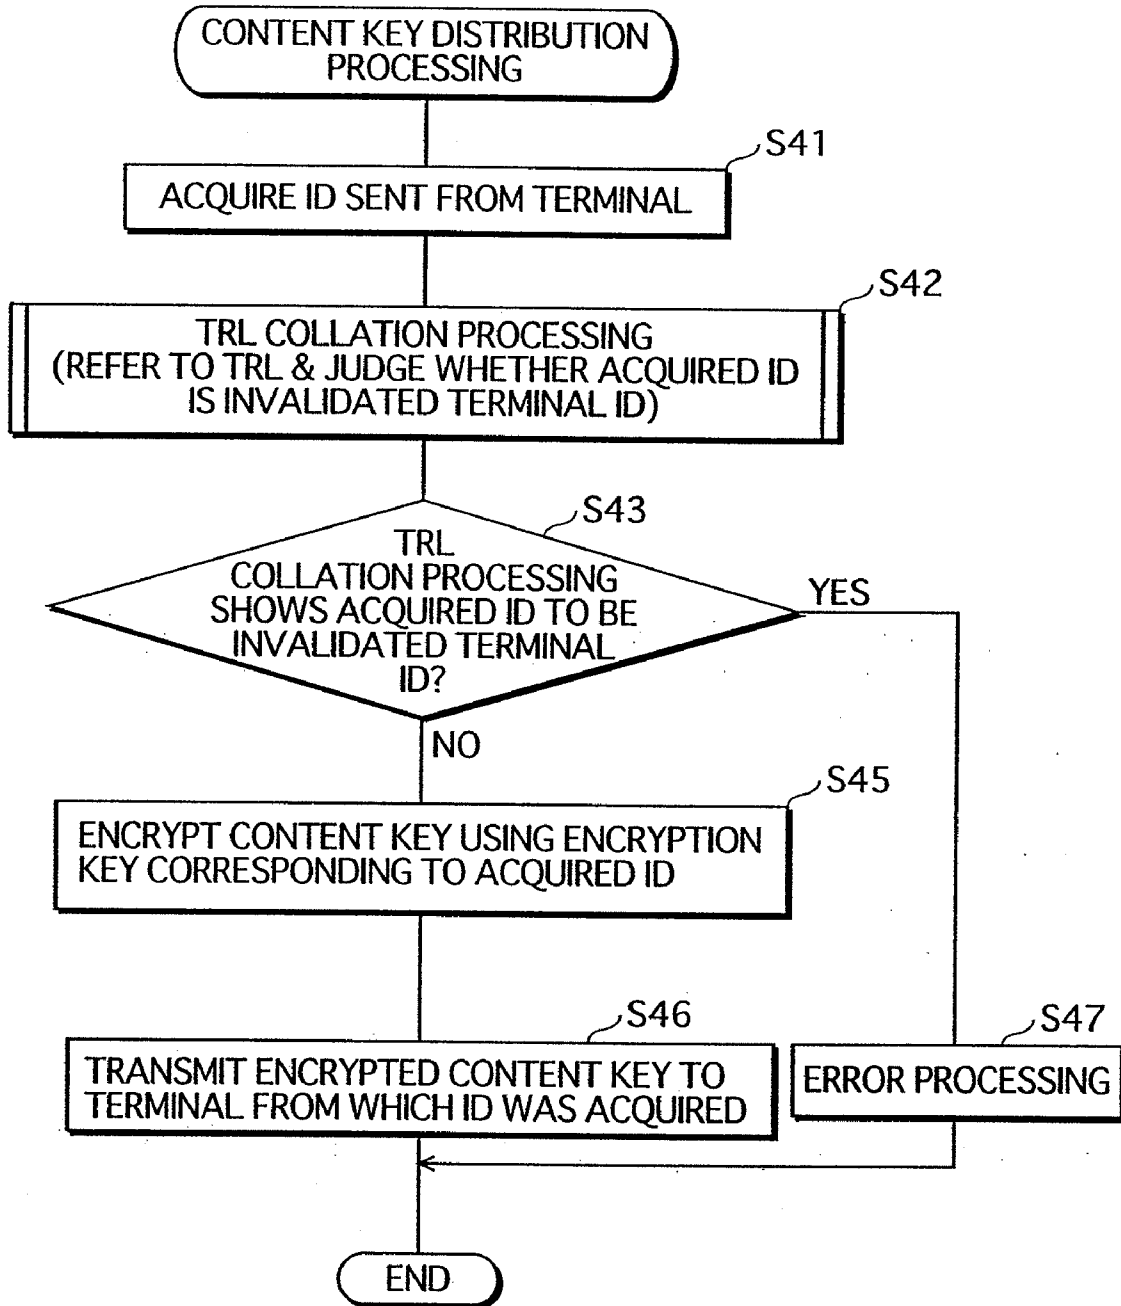 CONTENT KEY DISTRIBUTION
PROCESSING
S41
ACQUIRE ID SENT FROM TERMINAL
S42
TRL COLLATION PROCESSING
(REFER TO TRL & JUDGE WHETHER ACQUIRED ID
IS INVALIDATED TERMINAL ID)
S43
TRL
COLLATION PROCESSING
SHOWS ACQUIRED ID TO BE
INVALIDATED TERMINAL
ID?
YES
NO
S45
ENCRYPT CONTENT KEY USING ENCRYPTION
KEY CORRESPONDING TO ACQUIRED ID
S46
TRANSMIT ENCRYPTED CONTENT KEY TO
TERMINAL FROM WHICH ID WAS ACQUIRED
S47
ERROR PROCESSING
END